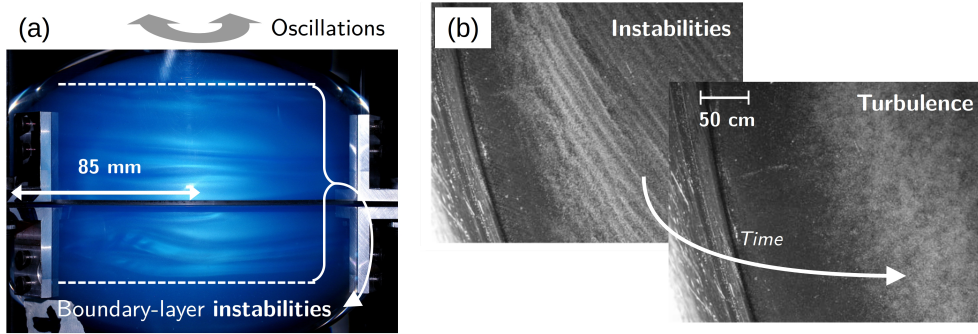 (a)
Oscillations
85 mm
Boundary-layer instabilities
(b)
Instabilities
Turbulence
50 cm
Time